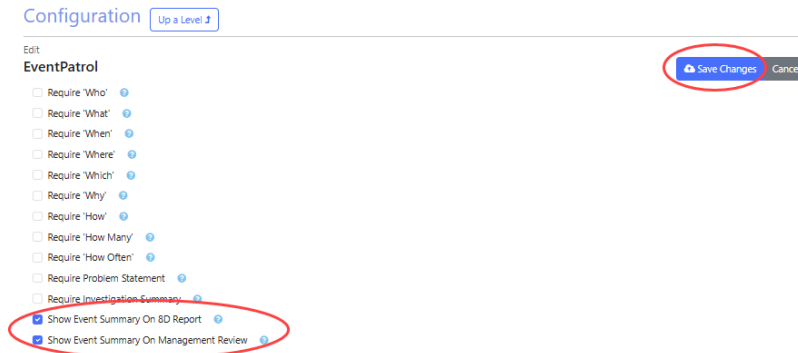 Configuration Up a Level
Edit
EventPatrol
Save Changes Cance
Require 'Who'
Require 'What'
Require 'When'
Require 'Where'
Require 'Which'
Require 'Why'
Require 'How'
Require 'How Many'
Require 'How Often'
Require Problem Statement
Require Investigation Summary
Show Event Summary On 8D Report
Show Event Summary On Management Review